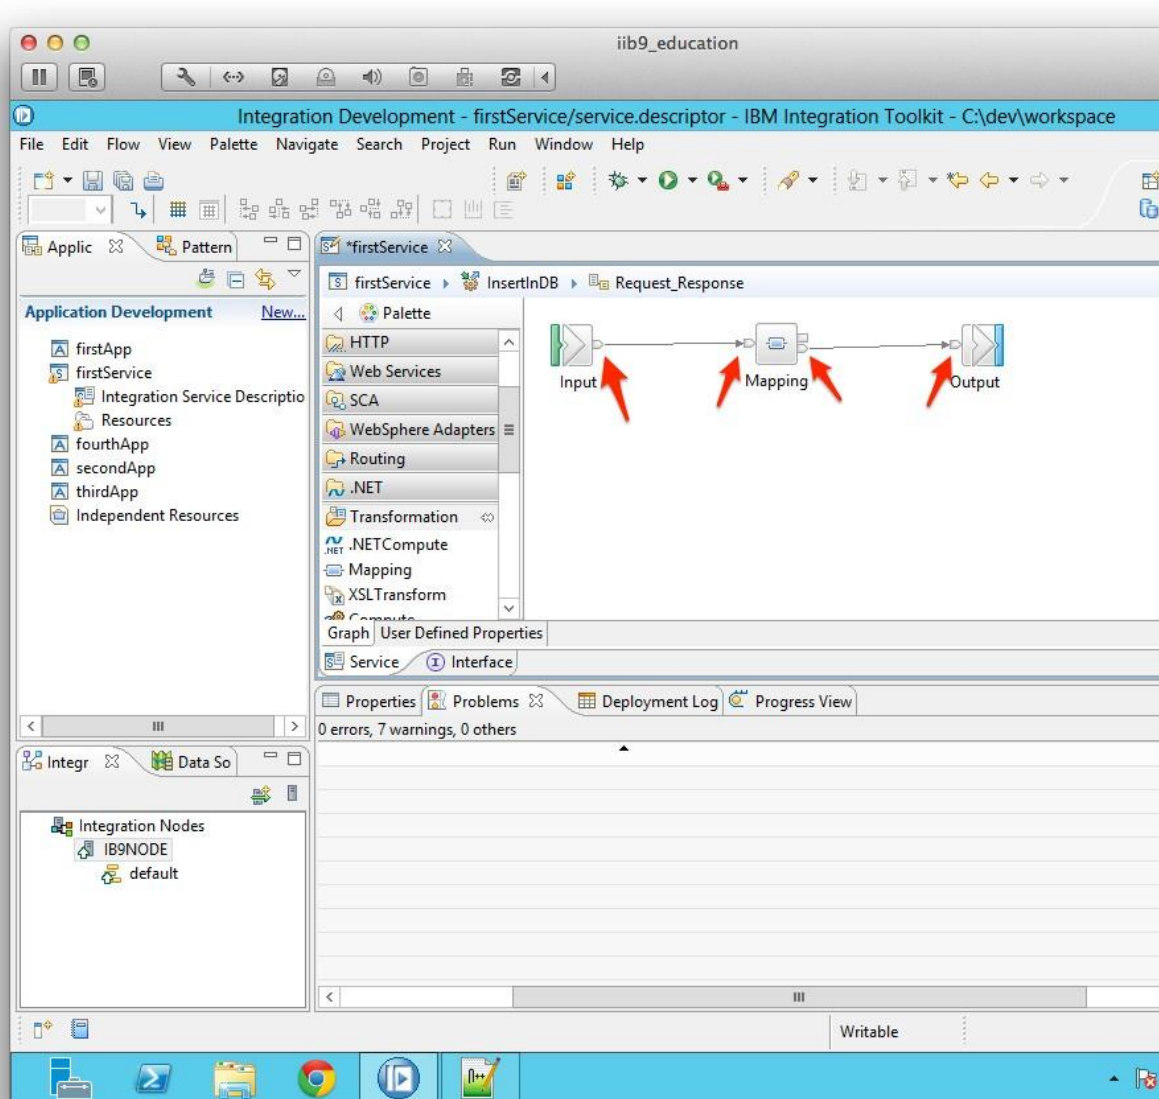 iib9_education
Integration Development - firstService/service.descriptor - IBM Integration Toolkit - C:\dev\workspace
File Edit Flow View Palette Navigate Search Project Run Window Help
Applic
Pattern
Application Development New...
firstApp
firstService
Integration Service Descriptio
Resources
fourthApp
secondApp
thirdApp
Independent Resources
*firstService
firstService InsertInDB Request_Response
Palette
HTTP
Web Services
SCA
WebSphere Adapters
Routing
.NET
Transformation
.NETCompute
Mapping
XSLTransform
Input
Mapping
Output
Graph User Defined Properties
Service Interface
Properties Problems Deployment Log Progress View
0 errors, 7 warnings, 0 others
Integr
Data So
Integration Nodes
IB9NODE
default
Writable